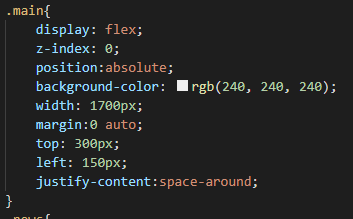 .main{
display: flex;
z-index: 0;
position:absolute;
background-color: rgb(240, 240, 240);
width: 1700px;
margin:0 auto;
top: 300px;
left: 150px;
justify-content:space-around;
}